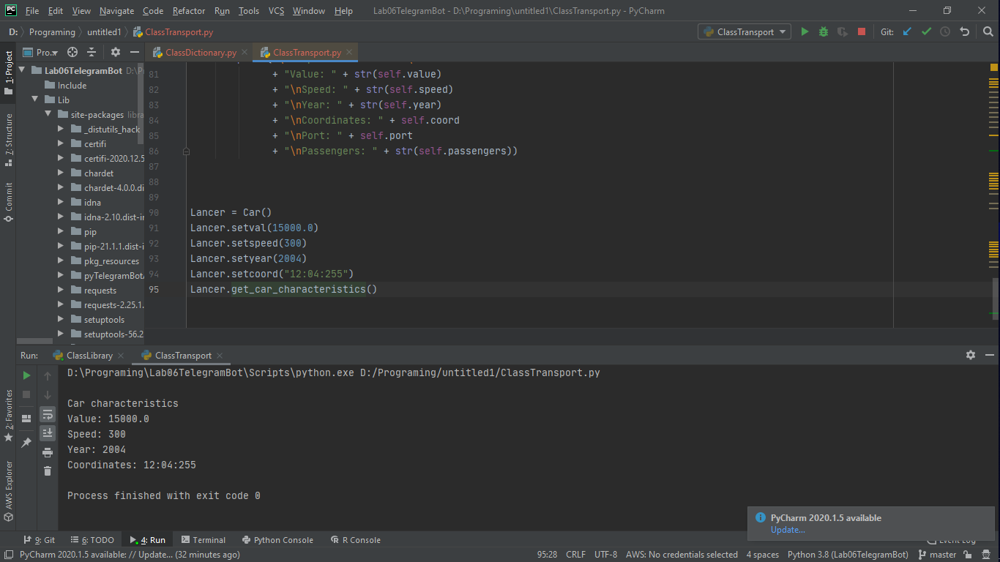 File Edit View Navigate Code Refactor Run Tools VCS Window Help Lab06TelegramBot - D:\Programing\untitled1\ClassTransport.py - PyCharm
D: Programing untitled1 ClassTransport.py ClassTransport Git:
1: Project Pro... ClassDictionary.py ClassTransport.py
Lab06TelegramBot D:\P
Include
Lib
site-packages libra
_distutils_hack
certifi
certifi-2020.12.5
chardet
chardet-4.0.0.di
idna
idna-2.10.dist-in
pip
pip-21.1.1.dist-i
pkg_resources
pyTelegramBotA
requests
requests-2.25.1.
setuptools
setuptools-56.2
7: Structure
Commit
2: Favorites
AWS Explorer
81 + "Value: " + str(self.value)
82 + "\nSpeed: " + str(self.speed)
83 + "\nYear: " + str(self.year)
84 + "\nCoordinates: " + self.coord
85 + "\nPort: " + self.port
86 + "\nPassengers: " + str(self.passengers))
87
88
89
90 Lancer = Car()
91 Lancer.setval(15000.0)
92 Lancer.setspeed(300)
93 Lancer.setyear(2004)
94 Lancer.setcoord("12:04:255")
95 Lancer.get_car_characteristics()
Run: ClassLibrary ClassTransport
D:\Programing\Lab06TelegramBot\Scripts\python.exe D:/Programing/untitled1/ClassTransport.py
Car characteristics
Value: 15000.0
Speed: 300
Year: 2004
Coordinates: 12:04:255
Process finished with exit code 0
PyCharm 2020.1.5 available
Update...
9: Git 6: TODO 4: Run Terminal Python Console R Console Event Log
PyCharm 2020.1.5 available: // Update... (32 minutes ago) 95:28 CRLF UTF-8 AWS: No credentials selected 4 spaces Python 3.8 (Lab06TelegramBot) master